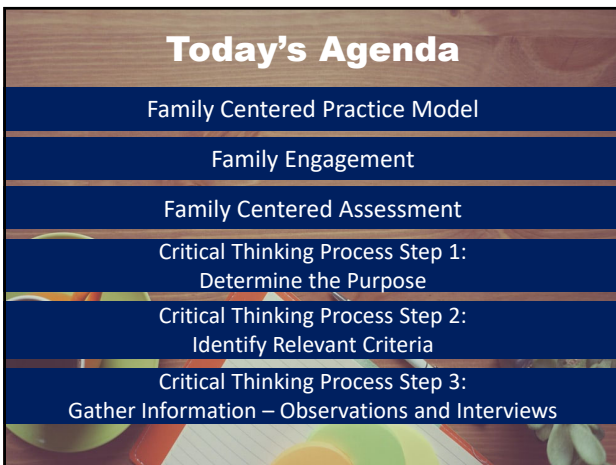 Today's Agenda
Family Centered Practice Model
Family Engagement
Family Centered Assessment
Critical Thinking Process Step 1:
Determine the Purpose
Critical Thinking Process Step 2:
Identify Relevant Criteria
Critical Thinking Process Step 3:
Gather Information – Observations and Interviews